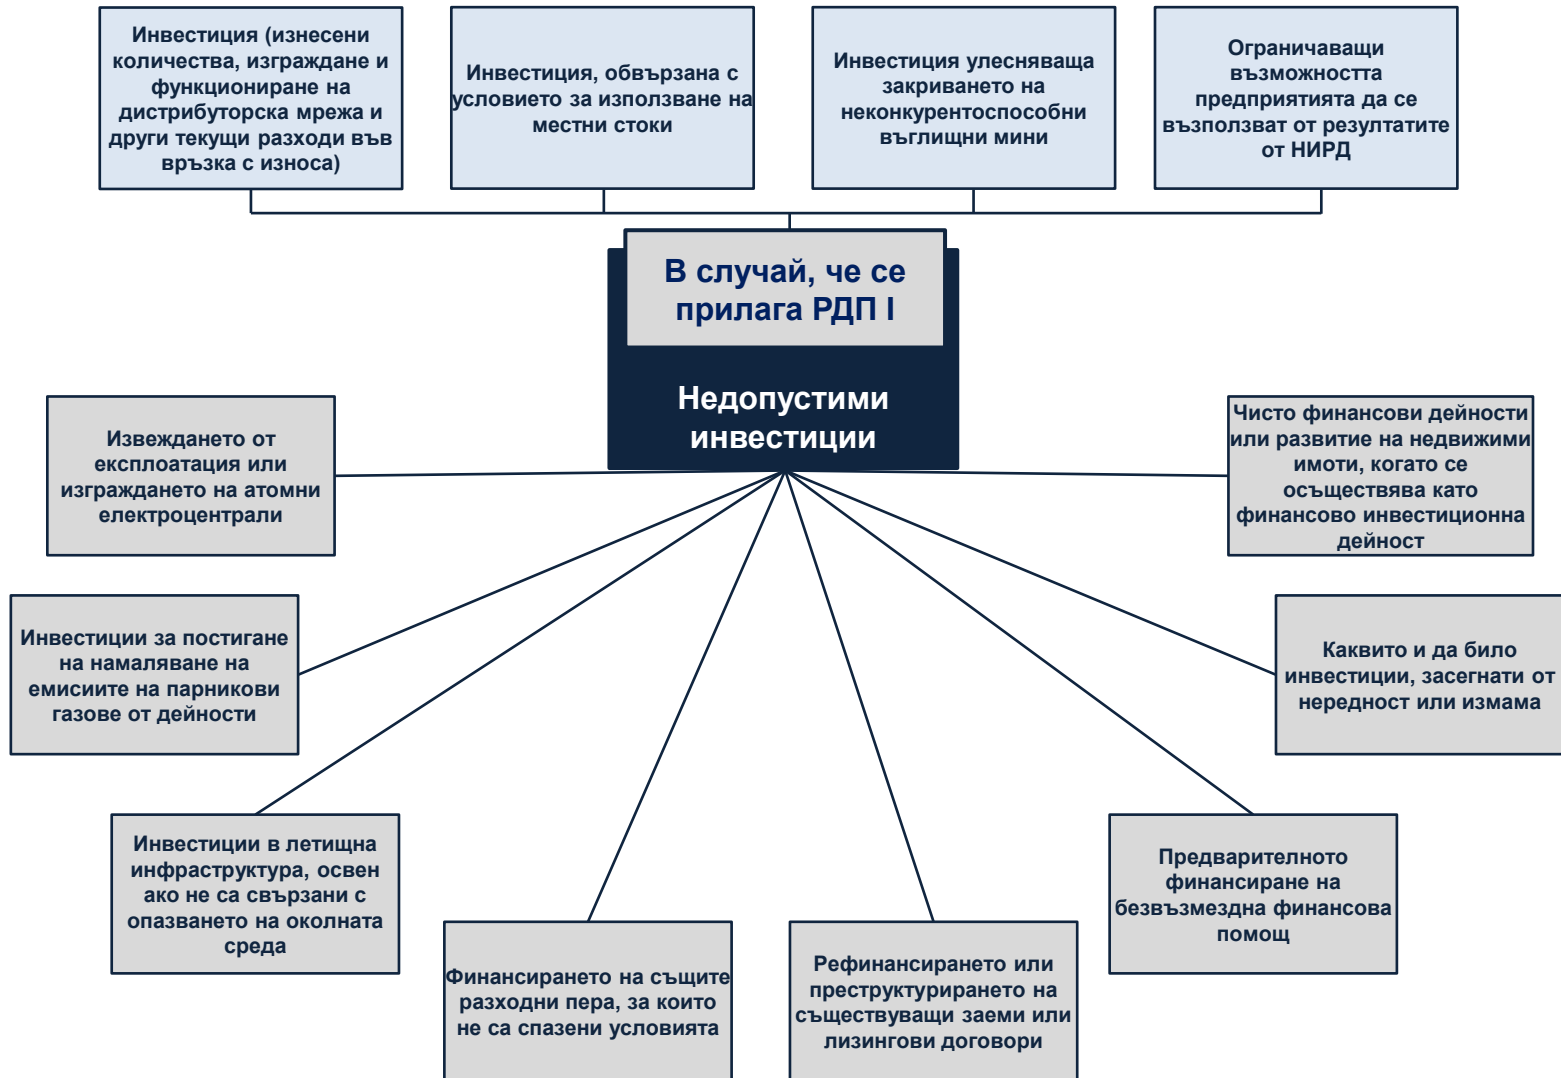 Инвестиция (изнесени
количества, изграждане и
функциониране на
дистрибуторска мрежа и
други текущи разходи във
връзка с износа)
Инвестиция, обвързана с
условието за използване на
местни стоки
Инвестиция улесняваща
закриването на
неконкурентоспособни
въглищни мини
Ограничаващи
възможността
предприятията да се
възползват от резултатите
от НИРД
В случай, че се
прилага РДП I
Недопустими
инвестиции
Извеждането от
експлоатация или
изграждането на атомни
електроцентрали
Чисто финансови дейности
или развитие на недвижими
имоти, когато се
осъществява като
финансово инвестиционна
дейност
Инвестиции за постигане
на намаляване на
емисиите на парникови
газове от дейности
Каквито и да било
инвестиции, засегнати от
нередност или измама
Инвестиции в летищна
инфраструктура, освен
ако не са свързани с
опазването на околната
среда
Предварителното
финансиране на
безвъзмездна финансова
помощ
Финансирането на същите
разходни пера, за които
не са спазени условията
Рефинансирането или
преструктурирането на
съществуващи заеми или
лизингови договори